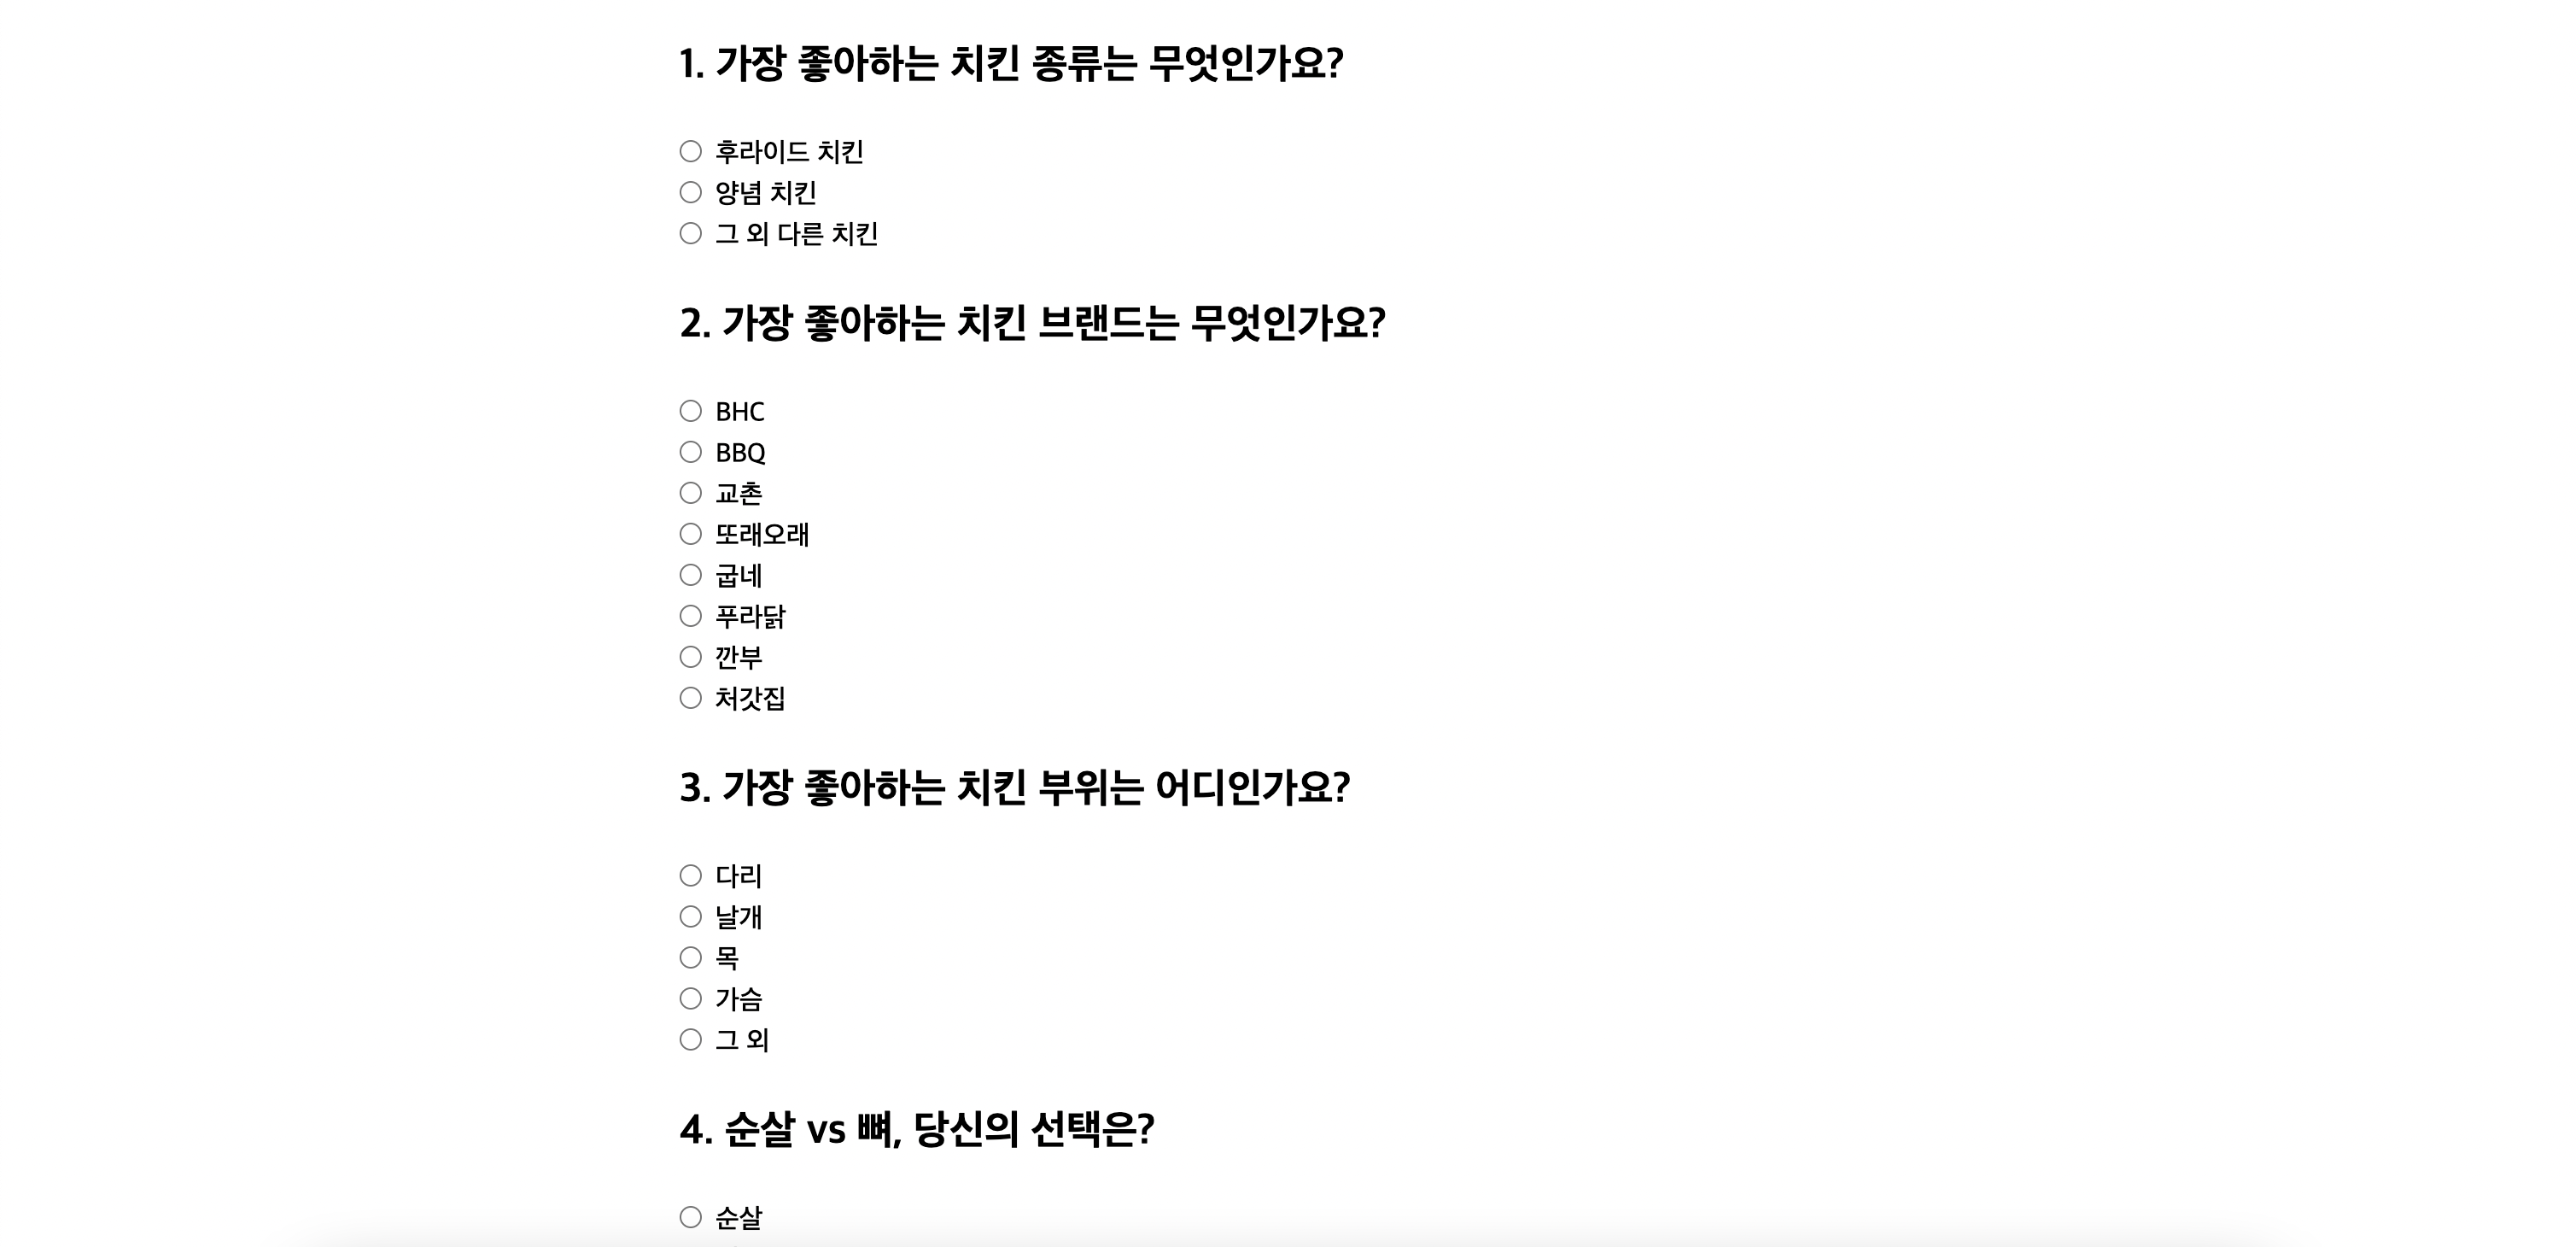 1. 가장 좋아하는 치킨 종류는 무엇인가요?
후라이드 치킨
양념 치킨
그 외 다른 치킨
2. 가장 좋아하는 치킨 브랜드는 무엇인가요?
BHC
BBQ
교촌
또래오래
굽네
푸라닭
깐부
처갓집
3. 가장 좋아하는 치킨 부위는 어디인가요?
다리
날개
목
가슴
그 외
4. 순살 vs 뼈, 당신의 선택은?
순살